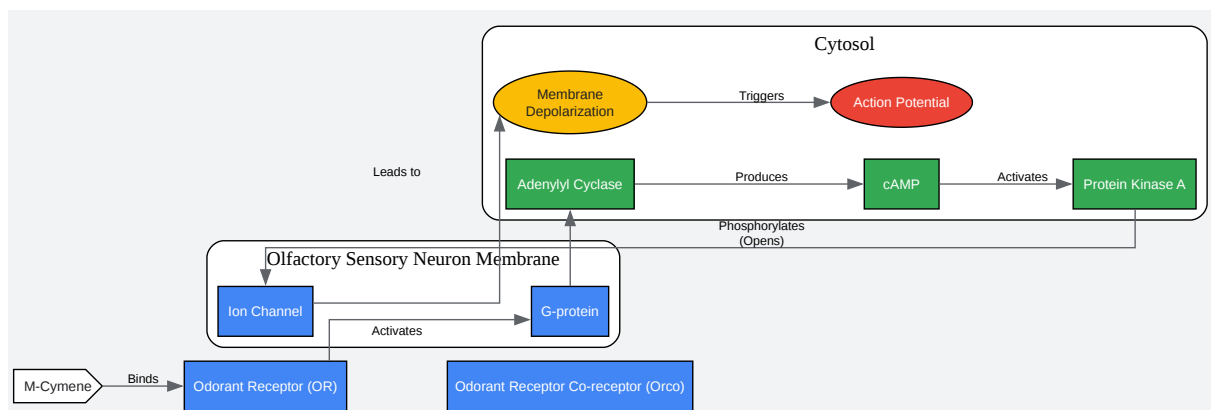 Cytosol
Membrane
Depolarization
Triggers
Action Potential
Leads to
Adenylyl Cyclase
Produces
cAMP
Activates
Protein Kinase A
Phosphorylates
(Opens)
Olfactory Sensory Neuron Membrane
Ion Channel
G-protein
Activates
M-Cymene
Binds
Odorant Receptor (OR)
Odorant Receptor Co-receptor (Orco)